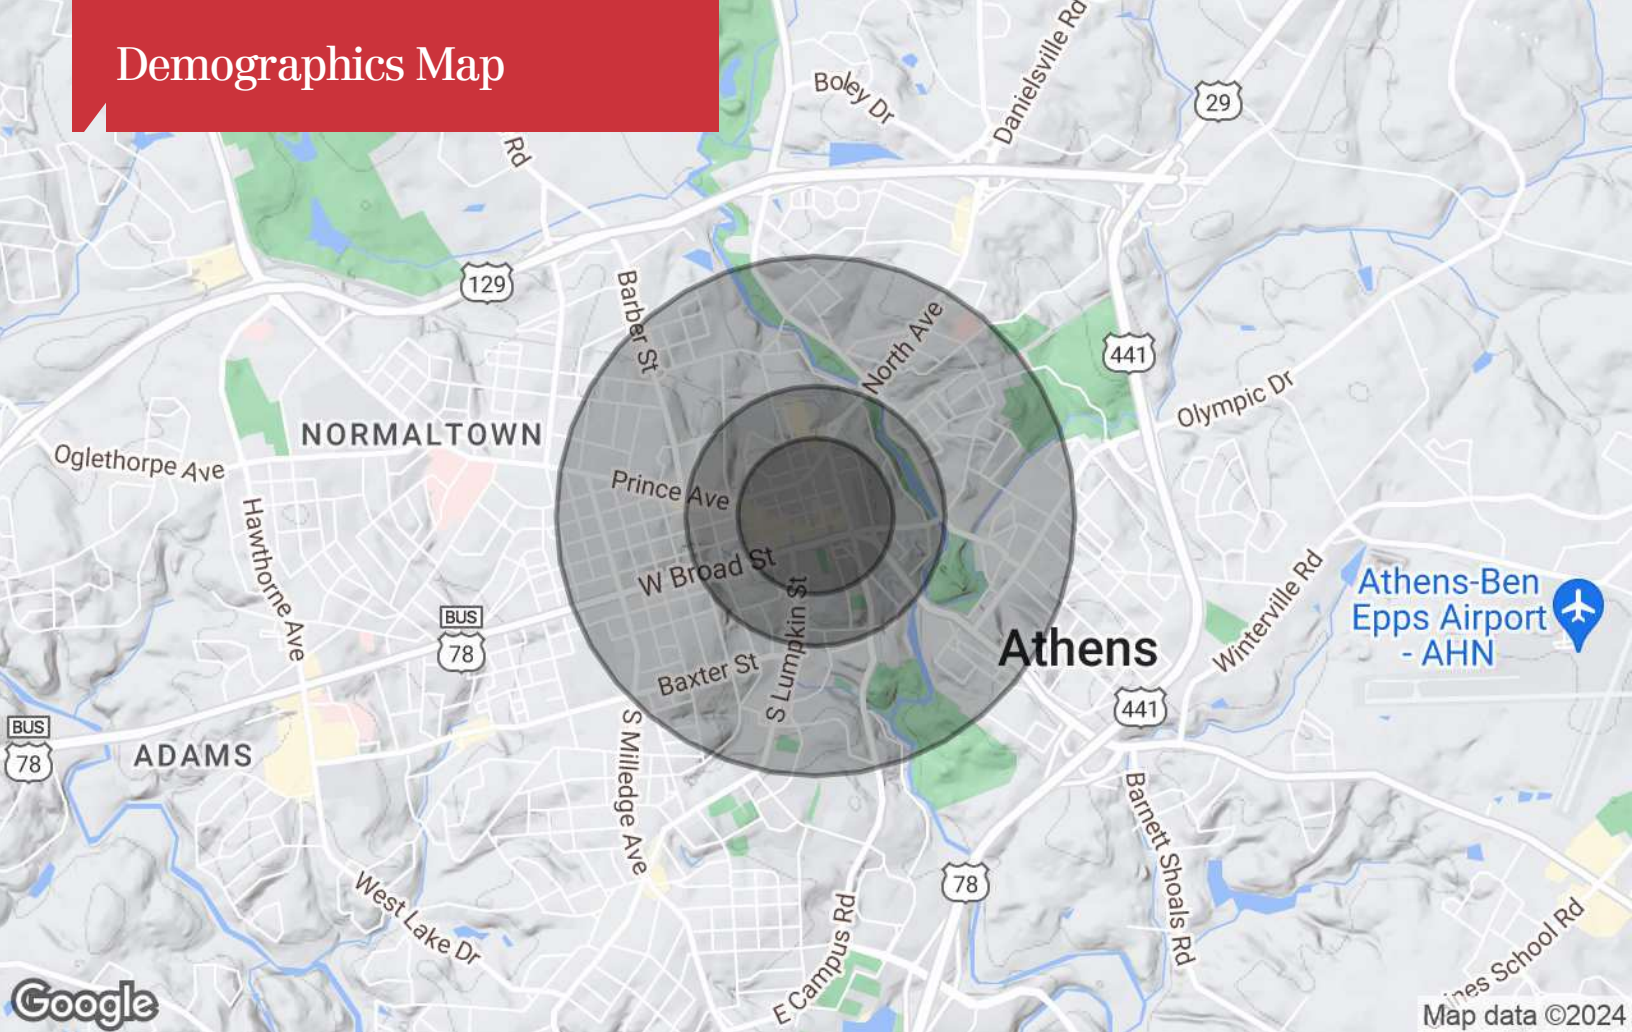 Demographics Map
Boley Dr
Danielsville Rd
29
Rd
129
Barber St
North Ave
441
Olympic Dr
NORMALTOWN
Oglethorpe Ave
Prince Ave
Hawthorne Ave
W Broad St
S Lumpkin St
Winterville Rd
Athens-Ben
Epps Airport
- AHN
BUS
78
Athens
Baxter St
441
BUS
78
ADAMS
S Milledge Ave
Barnett Shoals Rd
West Lake Dr
78
E Campus Rd
ines School Rd
Google
Map data ©2024